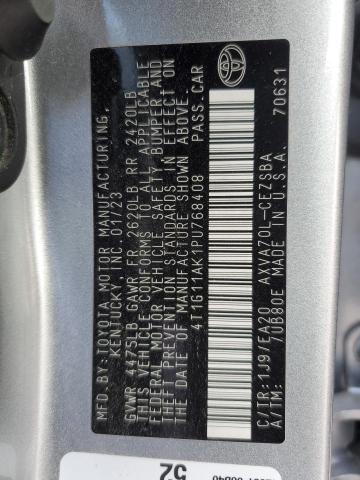 MFD. BY: TOYOTA MOTOR MANUFACTURING,
KENTUCKY, INC. 01/23
GVWR 4475LB GAWR FR 2620LB RR 2420LB
THIS VEHICLE CONFORMS TO ALL APPLICABLE
FEDERAL MOTOR VEHICLE SAFETY, BUMPER, AND
THEFT PREVENTION STANDARDS IN EFFECT ON
THE DATE OF MANUFACTURE SHOWN ABOVE.
4T1G11AK1PU768408 PASS. CAR
C/TR: 1J9/EA20 AXVA70L-CEZSBA
A/TM: 70B80E MADE IN U.S.A. 70631
52